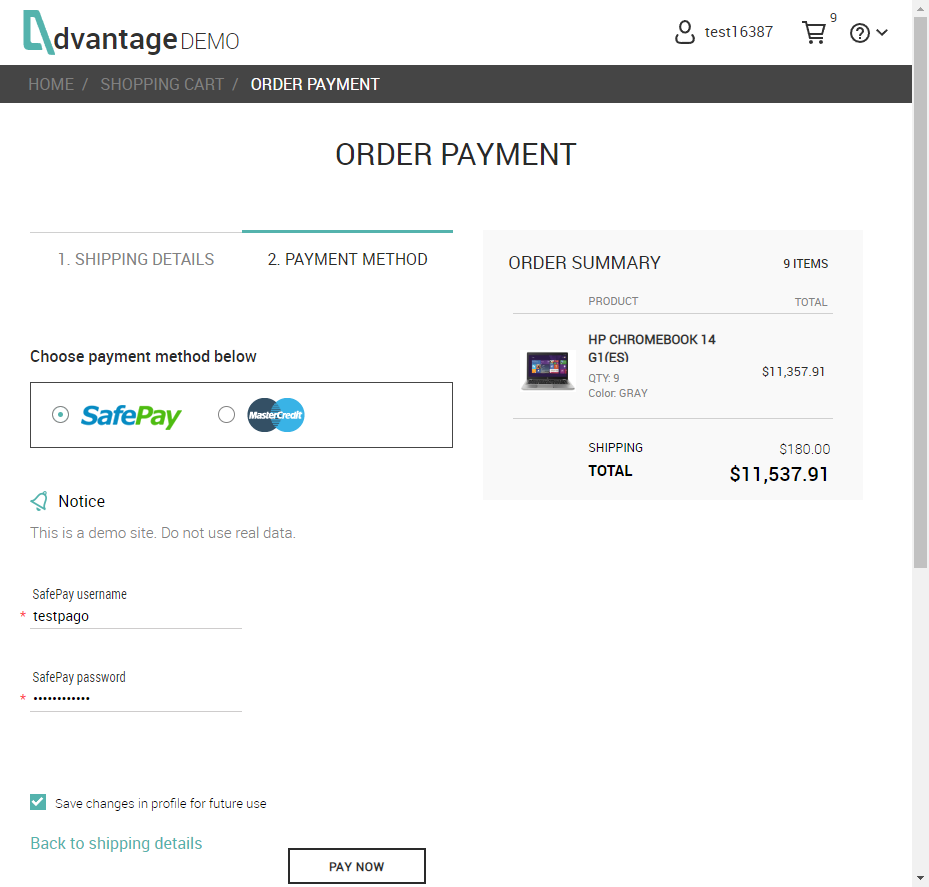 dvantage DEMO
test16387
9
HOME / SHOPPING CART / ORDER PAYMENT
ORDER PAYMENT
1. SHIPPING DETAILS
2. PAYMENT METHOD
Choose payment method below
SafePay
MasterCredit
Notice
This is a demo site. Do not use real data.
SafePay username
* testpago
SafePay password
* ••••••••••••
Save changes in profile for future use
Back to shipping details
PAY NOW
ORDER SUMMARY
9 ITEMS
PRODUCT
TOTAL
HP CHROMEBOOK 14
G1(ES)
$11,357.91
QTY: 9
Color: GRAY
SHIPPING
$180.00
TOTAL
$11,537.91